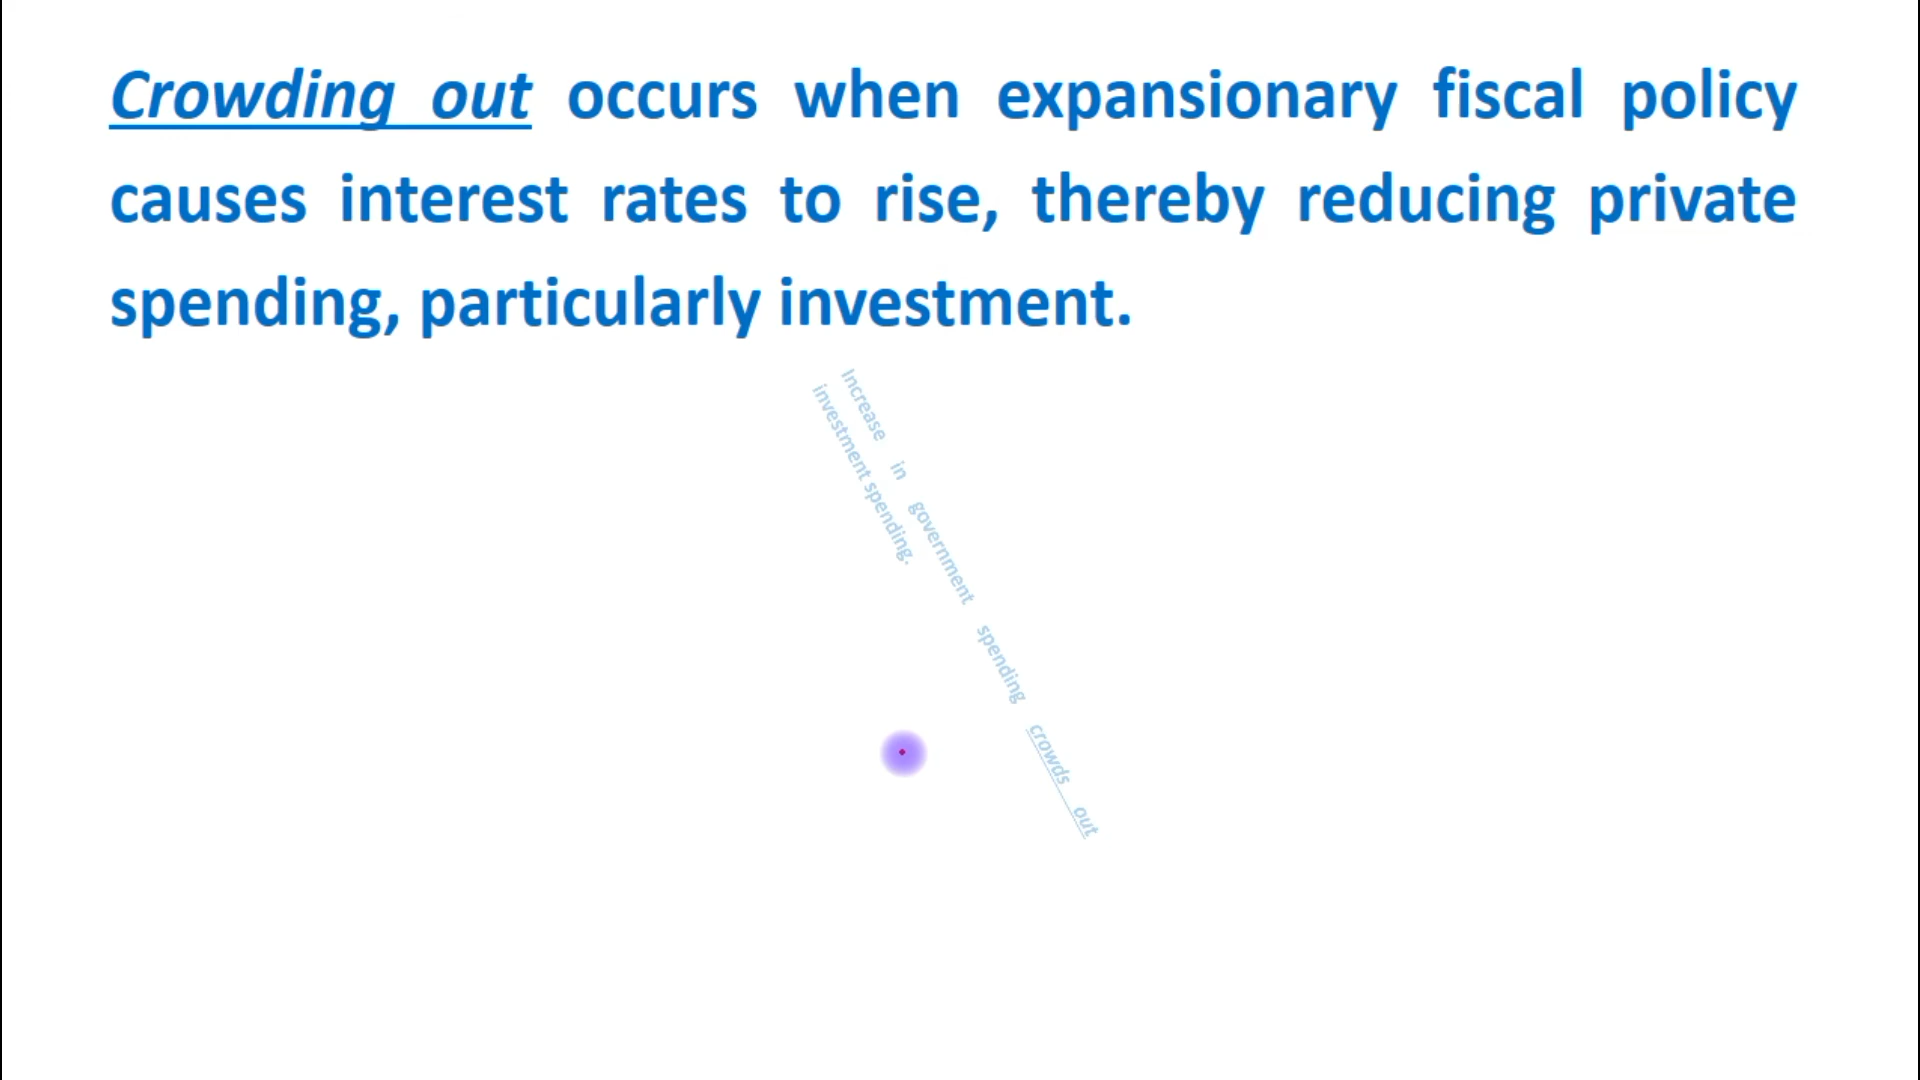 Crowding out occurs when expansionary fiscal policy
causes interest rates to rise, thereby reducing private
spending, particularly investment.
Increase in government spending crowds out
investment spending.